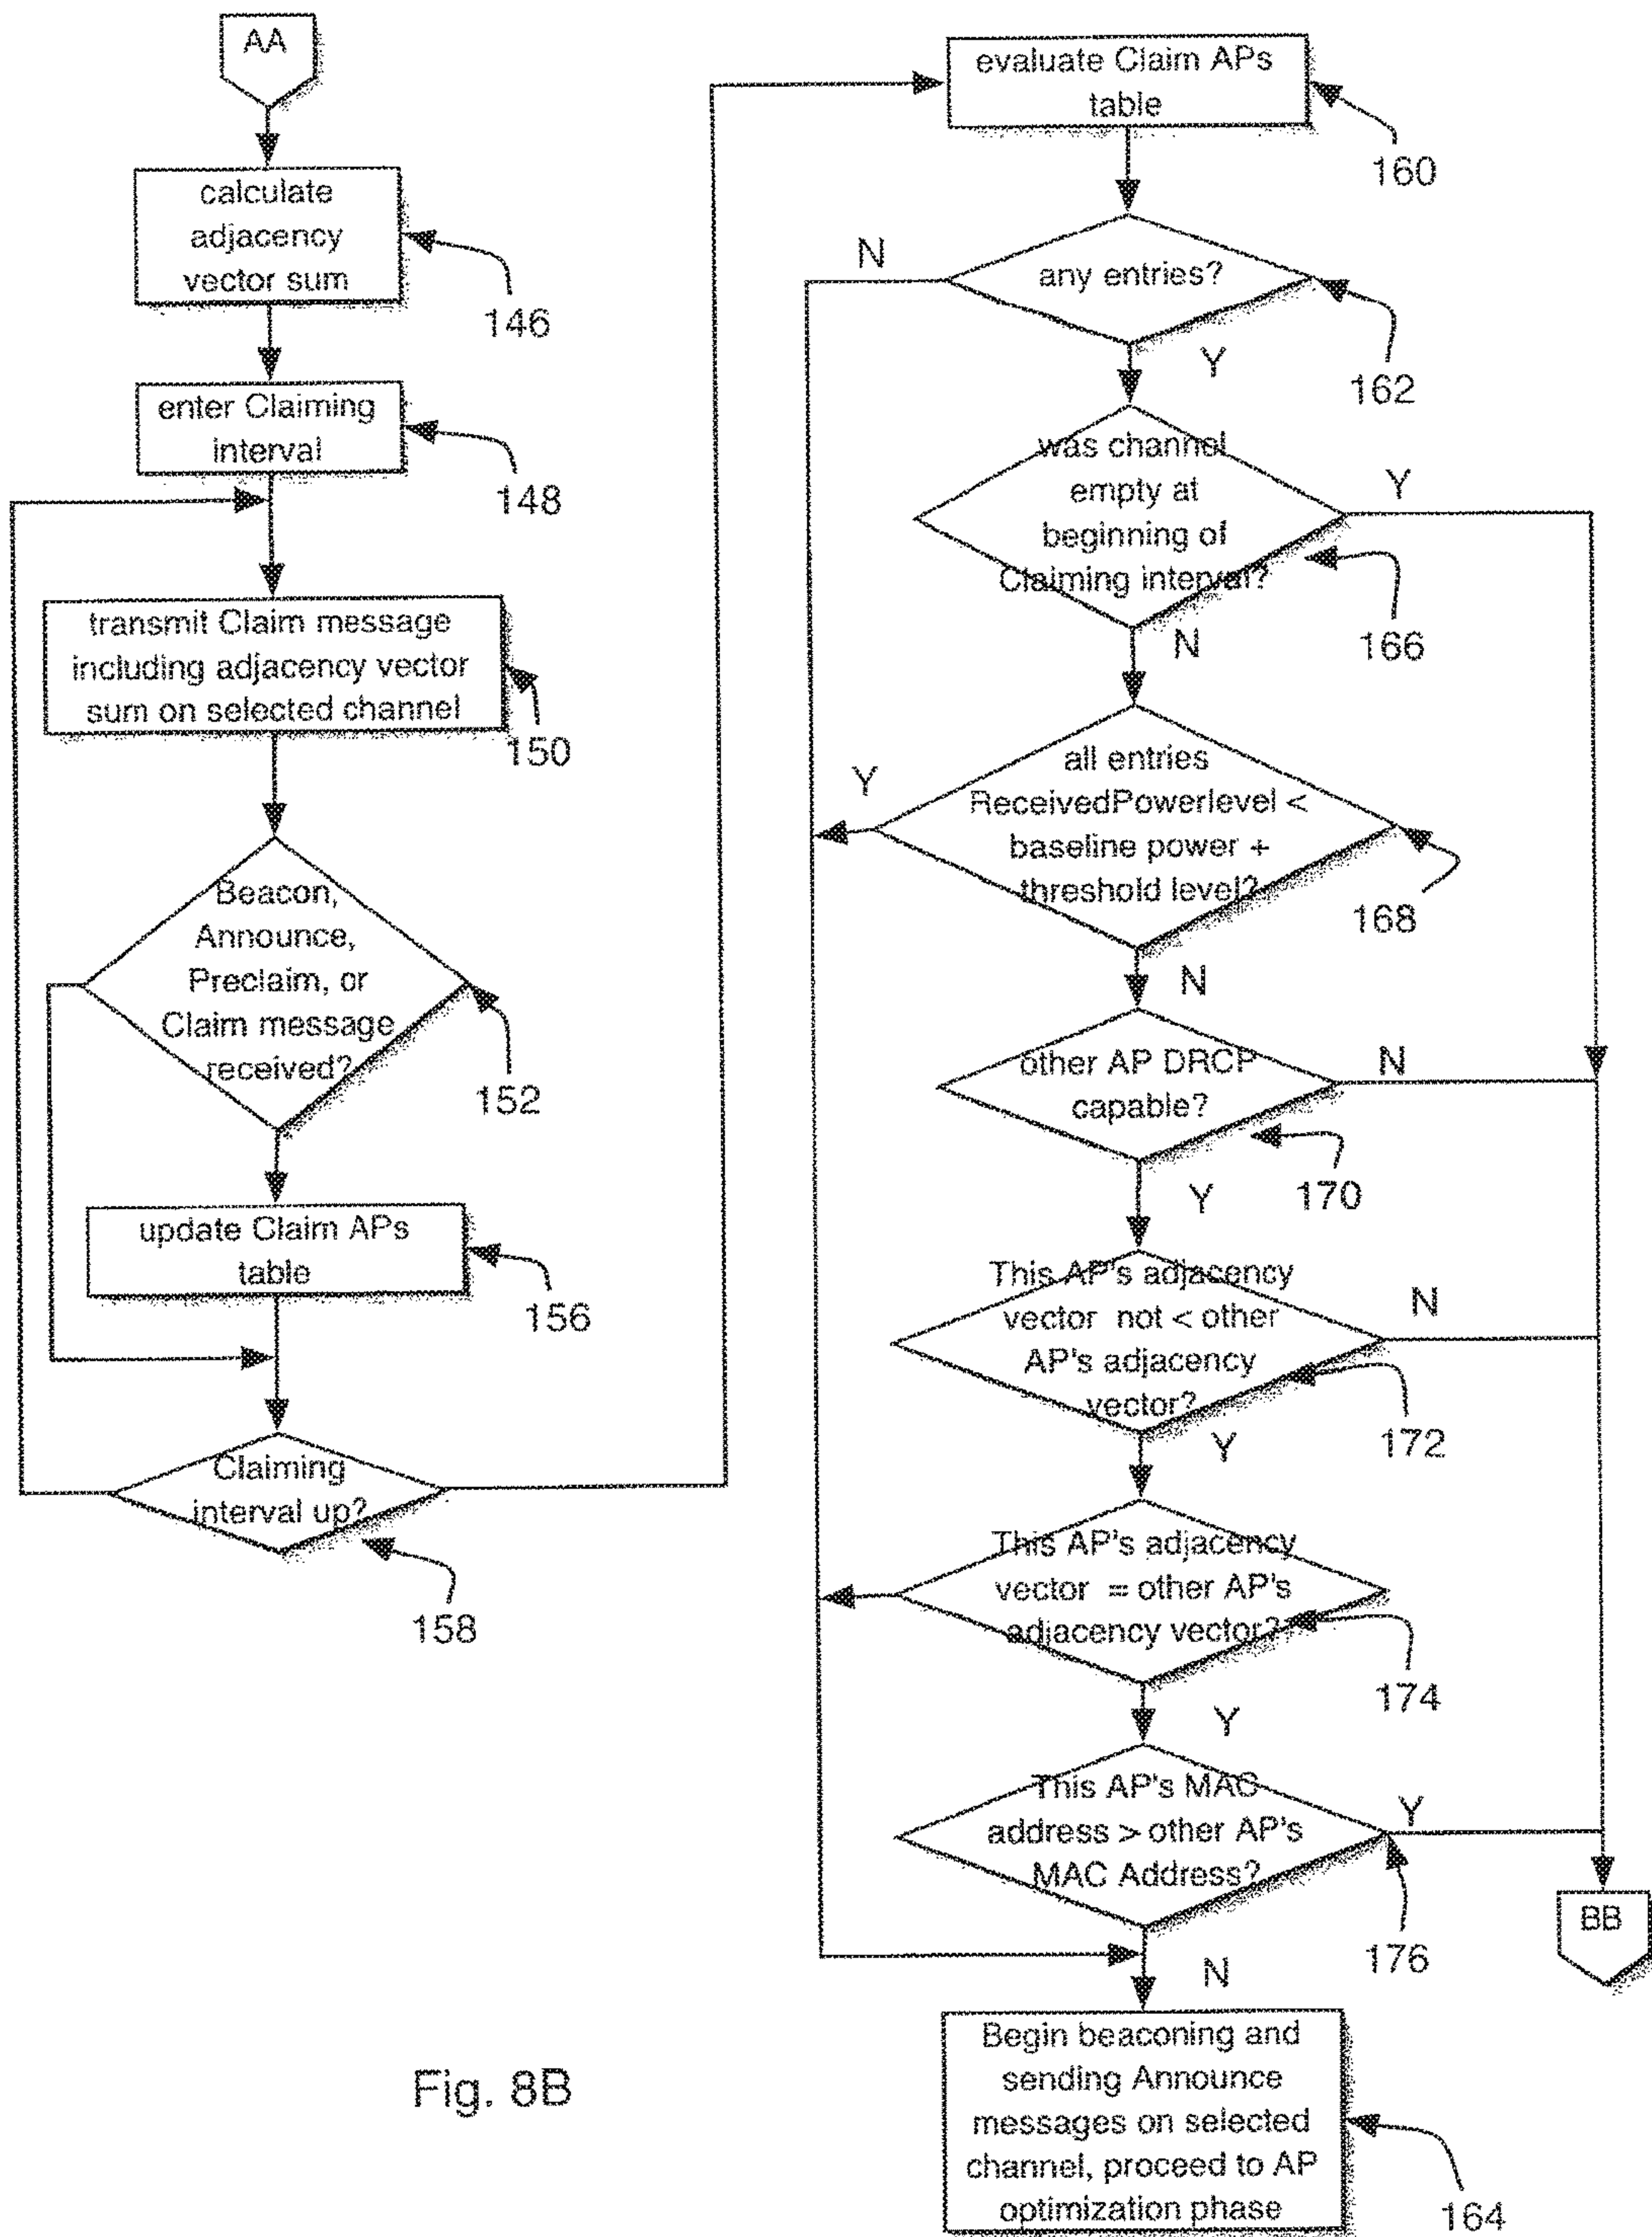 AA
calculate
adjacency
vector sum
146
enter Claiming
interval
148
transmit Claim message
including adjacency vector
sum on selected channel
150
Beacon,
Announce,
Preclaim, or
Claim message
received?
152
update Claim APs
table
156
Claiming
interval up?
158
evaluate Claim APs
table
160
any entries?
N
Y
162
was channel
empty at
beginning of
Claiming interval?
Y
N
166
all entries
ReceivedPowerlevel <
baseline power +
threshold level?
Y
N
168
other AP DRCP
capable?
N
Y
170
This AP's adjacency
vector not < other
AP's adjacency
vector?
N
Y
172
This AP's adjacency
vector = other AP's
adjacency vector?
Y
174
This AP's MAC
address > other AP's
MAC Address?
Y
N
176
BB
Begin beaconing and
sending Announce
messages on selected
channel, proceed to AP
optimization phase
164
Fig. 8B